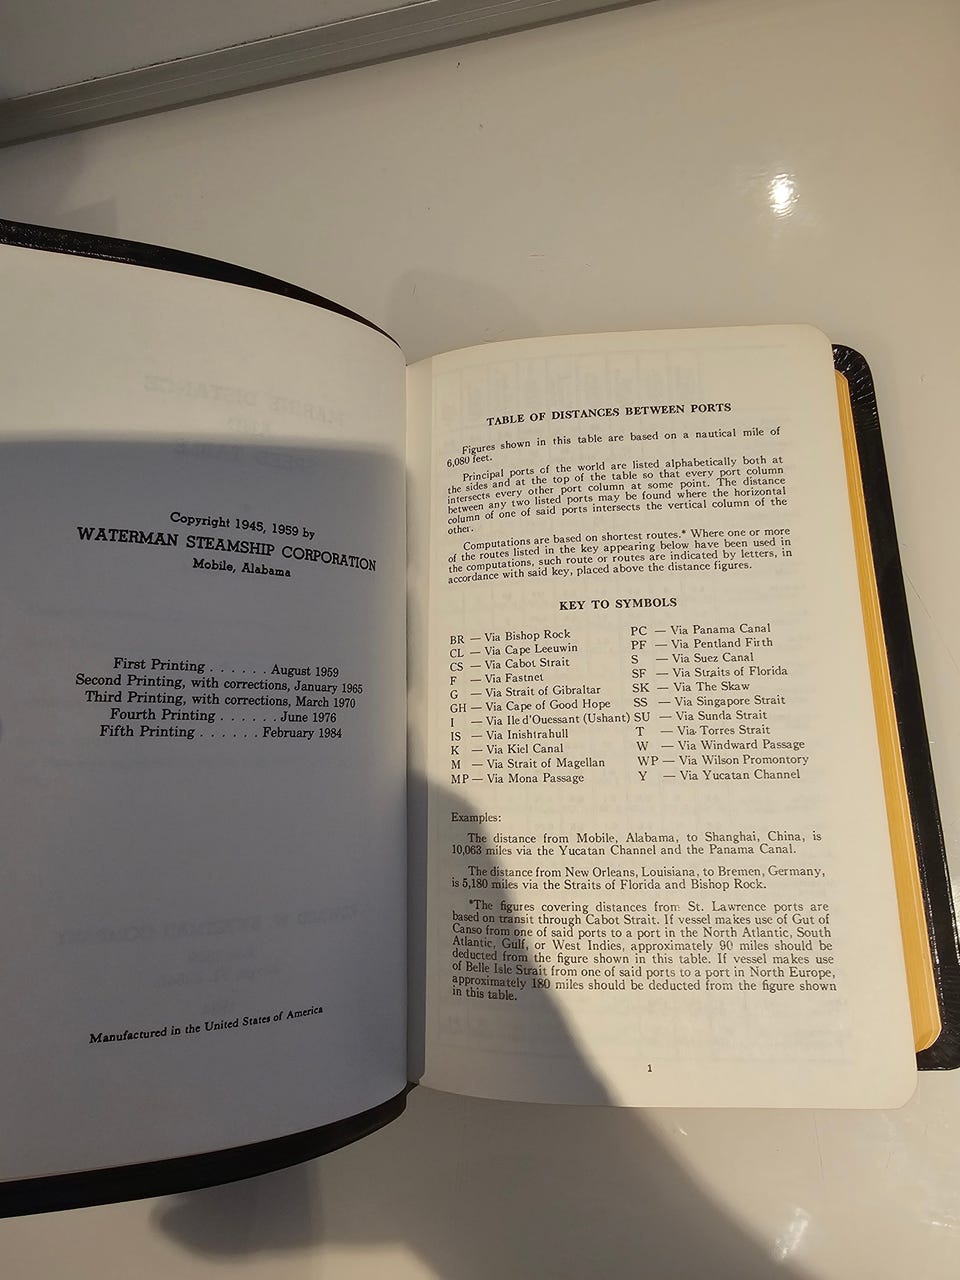 Copyright 1945, 1959 by
WATERMAN STEAMSHIP CORPORATION
Mobile, Alabama
First Printing . . . . . . August 1959
Second Printing, with corrections, January 1965
Third Printing, with corrections, March 1970
Fourth Printing . . . . . . June 1976
Fifth Printing . . . . . . February 1984
Manufactured in the United States of America
TABLE OF DISTANCES BETWEEN PORTS
Figures shown in this table are based on a nautical mile of
6,080 feet.
Principal ports of the world are listed alphabetically both at
the sides and at the top of the table so that every port column
intersects every other port column at some point. The distance
between any two listed ports may be found where the horizontal
column of one of said ports intersects the vertical column of the
other.
Computations are based on shortest routes.* Where one or more
of the routes listed in the key appearing below have been used in
the computations, such route or routes are indicated by letters, in
accordance with said key, placed above the distance figures.
KEY TO SYMBOLS
BR — Via Bishop Rock
CL — Via Cape Leeuwin
CS — Via Cabot Strait
F — Via Fastnet
G — Via Strait of Gibraltar
GH — Via Cape of Good Hope
I — Via Ile d'Ouessant (Ushant)
IS — Via Inishtrahull
K — Via Kiel Canal
M — Via Strait of Magellan
MP — Via Mona Passage
PC — Via Panama Canal
PF — Via Pentland Firth
S — Via Suez Canal
SF — Via Straits of Florida
SK — Via The Skaw
SS — Via Singapore Strait
SU — Via Sunda Strait
T — Via Torres Strait
W — Via Windward Passage
WP — Via Wilson Promontory
Y — Via Yucatan Channel
Examples:
The distance from Mobile, Alabama, to Shanghai, China, is
10,063 miles via the Yucatan Channel and the Panama Canal.
The distance from New Orleans, Louisiana, to Bremen, Germany,
is 5,180 miles via the Straits of Florida and Bishop Rock.
*The figures covering distances from St. Lawrence ports are
based on transit through Cabot Strait. If vessel makes use of Gut of
Canso from one of said ports to a port in the North Atlantic, South
Atlantic, Gulf, or West Indies, approximately 90 miles should be
deducted from the figure shown in this table. If vessel makes use
of Belle Isle Strait from one of said ports to a port in North Europe,
approximately 180 miles should be deducted from the figure shown
in this table.
1